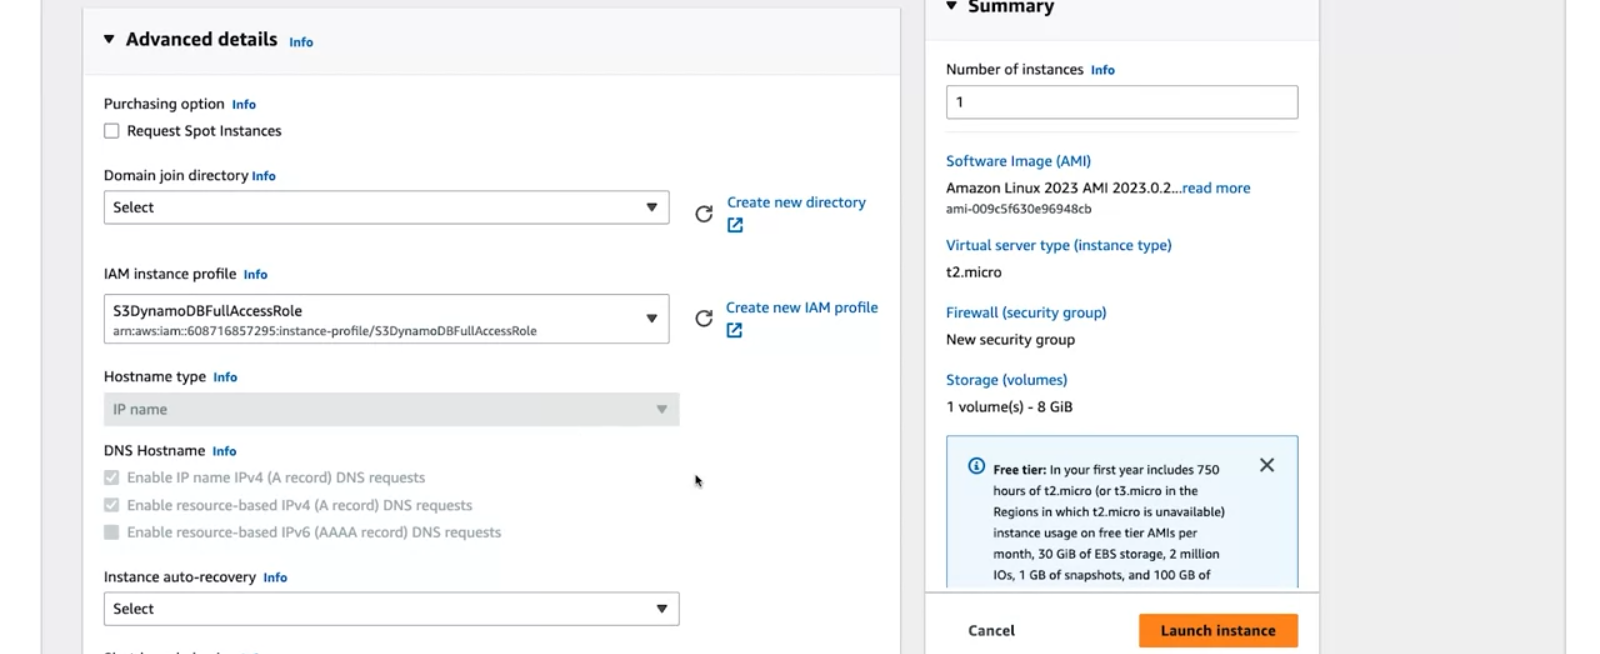 Advanced details Info
Purchasing option Info
Request Spot Instances
Domain join directory Info
Select
Create new directory
IAM instance profile Info
S3DynamoDBFullAccessRole
arn:aws:iam::608716857295:instance-profile/S3DynamoDBFullAccessRole
Create new IAM profile
Hostname type Info
IP name
DNS Hostname Info
Enable IP name IPv4 (A record) DNS requests
Enable resource-based IPv4 (A record) DNS requests
Enable resource-based IPv6 (AAAA record) DNS requests
Instance auto-recovery Info
Select
Summary
Number of instances Info
1
Software Image (AMI)
Amazon Linux 2023 AMI 2023.0.2...read more
ami-009c5f630e96948cb
Virtual server type (instance type)
t2.micro
Firewall (security group)
New security group
Storage (volumes)
1 volume(s) - 8 GiB
Free tier: In your first year includes 750
hours of t2.micro (or t3.micro in the
Regions in which t2.micro is unavailable)
instance usage on free tier AMIs per
month, 30 GiB of EBS storage, 2 million
IOs, 1 GB of snapshots, and 100 GB of
Cancel
Launch instance